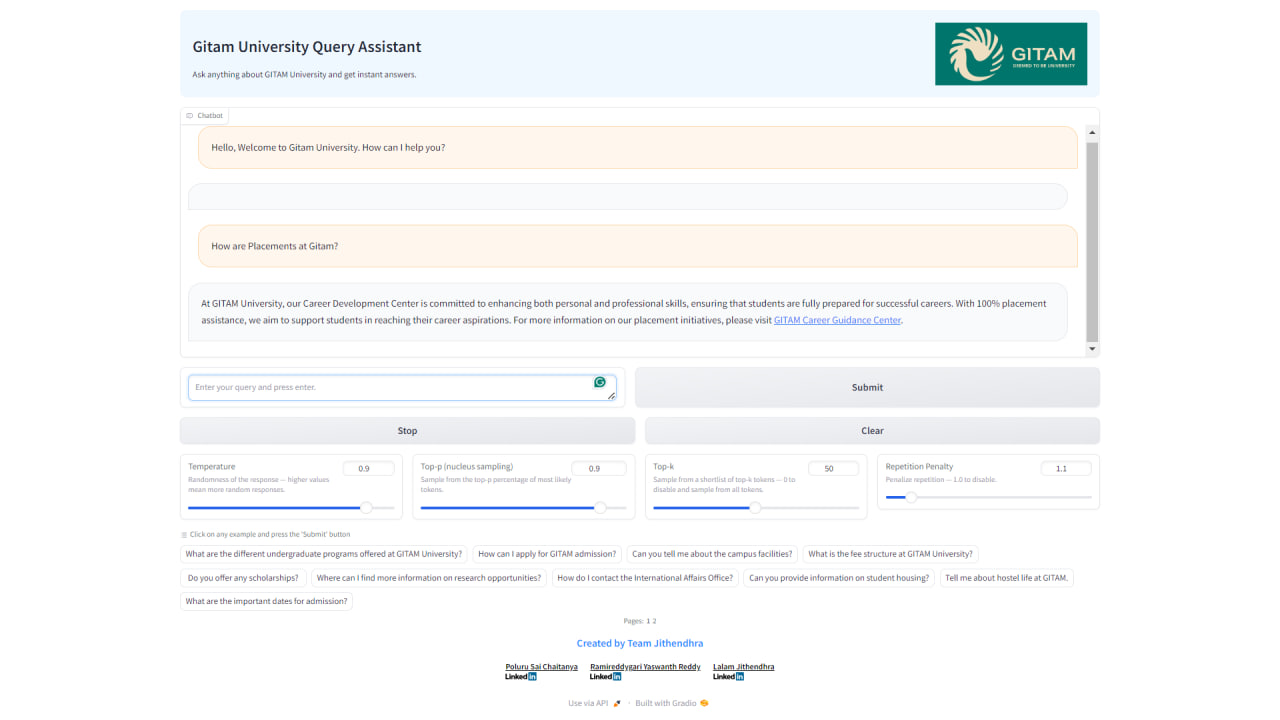 Gitam University Query Assistant
Ask anything about GITAM University and get instant answers.
GITAM
DEEMED TO BE UNIVERSITY
Chatbot
Hello, Welcome to Gitam University. How can I help you?
How are Placements at Gitam?
At GITAM University, our Career Development Center is committed to enhancing both personal and professional skills, ensuring that students are fully prepared for successful careers. With 100% placement
assistance, we aim to support students in reaching their career aspirations. For more information on our placement initiatives, please visit GITAM Career Guidance Center.
Enter your query and press enter.
Submit
Stop
Clear
Temperature
0.9
Randomness of the response — higher values
mean more random responses.
Top-p (nucleus sampling)
0.9
Sample from the top-p percentage of most likely
tokens.
Top-k
50
Sample from a shortlist of top-k tokens — 0 to
disable and sample from all tokens.
Repetition Penalty
1.1
Penalize repetition — 1.0 to disable.
Click on any example and press the 'Submit' button
What are the different undergraduate programs offered at GITAM University?
How can I apply for GITAM admission?
Can you tell me about the campus facilities?
What is the fee structure at GITAM University?
Do you offer any scholarships?
Where can I find more information on research opportunities?
How do I contact the International Affairs Office?
Can you provide information on student housing?
Tell me about hostel life at GITAM.
What are the important dates for admission?
Pages: 1 2
Created by Team Jithendhra
Poluru Sai Chaitanya
Ramireddygari Yaswanth Reddy
Lalam Jithendhra
Linked in
Linked in
Linked in
Use via API · Built with Gradio